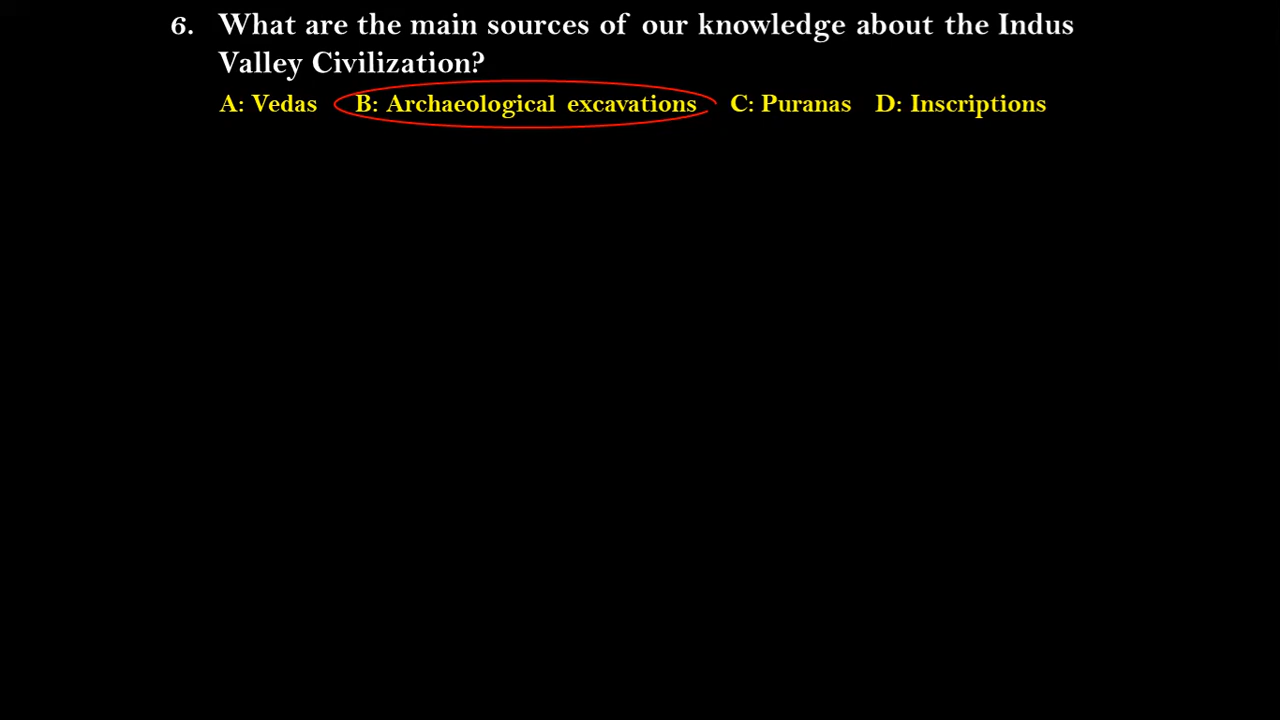 6. What are the main sources of our knowledge about the Indus
Valley Civilization?
A: Vedas B: Archaeological excavations C: Puranas D: Inscriptions